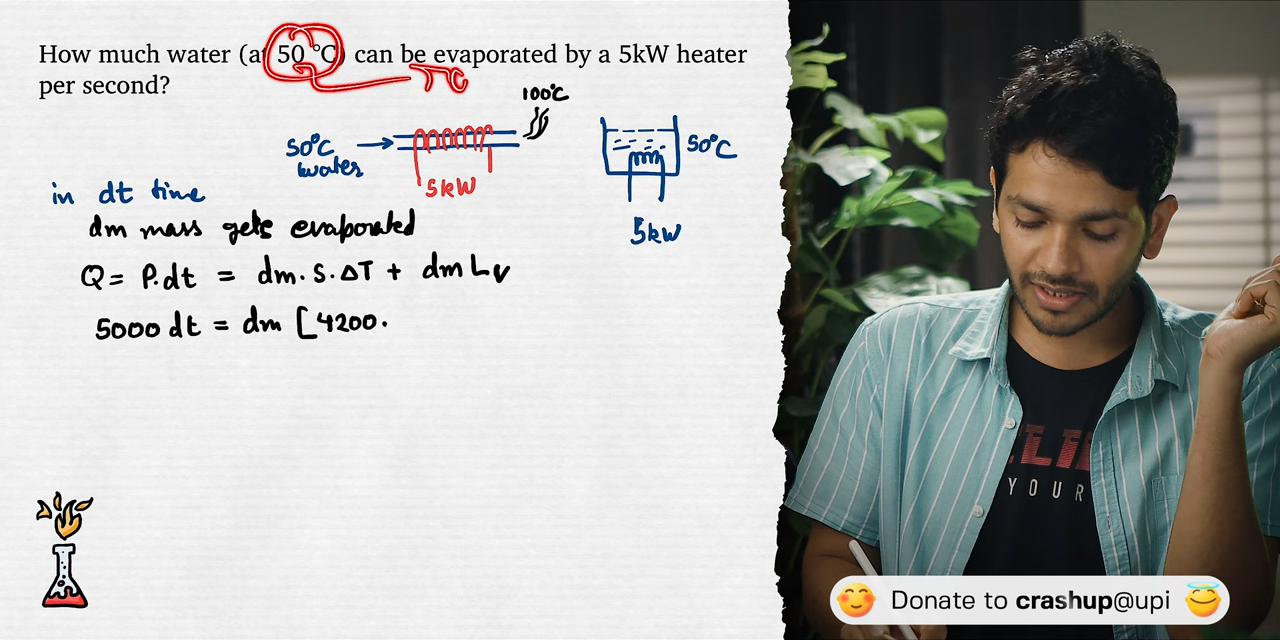 How much water (at 50 °C) can be evaporated by a 5kW heater
per second?
T°C
100°C
50°C
water
5kW
50°C
5kW
in dt time
dm mass gets evaporated
Q = P.dt = dm. S. ΔT + dm Lv
5000 dt = dm [4200.
YOUR
Donate to crashup@upi